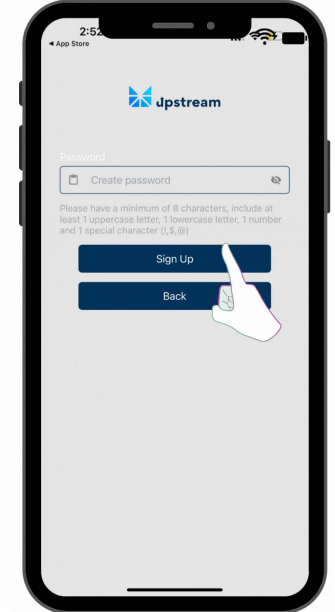 2:52
◀ App Store
Upstream
Password
Create password
Please have a minimum of 8 characters, include at
least 1 uppercase letter, 1 lowercase letter, 1 number
and 1 special character (!,$,@)
Sign Up
Back